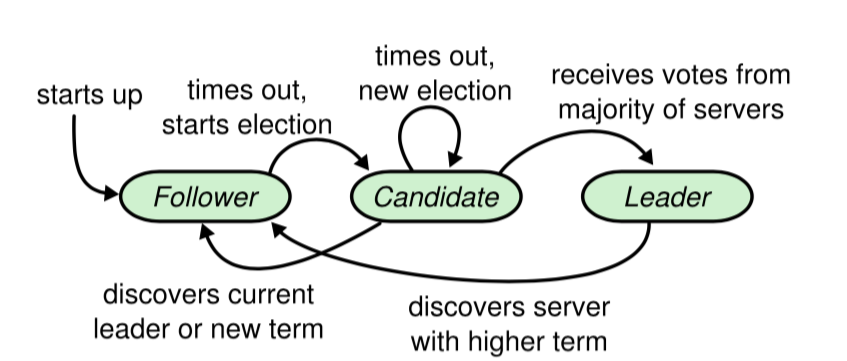 starts up
times out,
starts election
times out,
new election
receives votes from
majority of servers
Follower
Candidate
Leader
discovers current
leader or new term
discovers server
with higher term